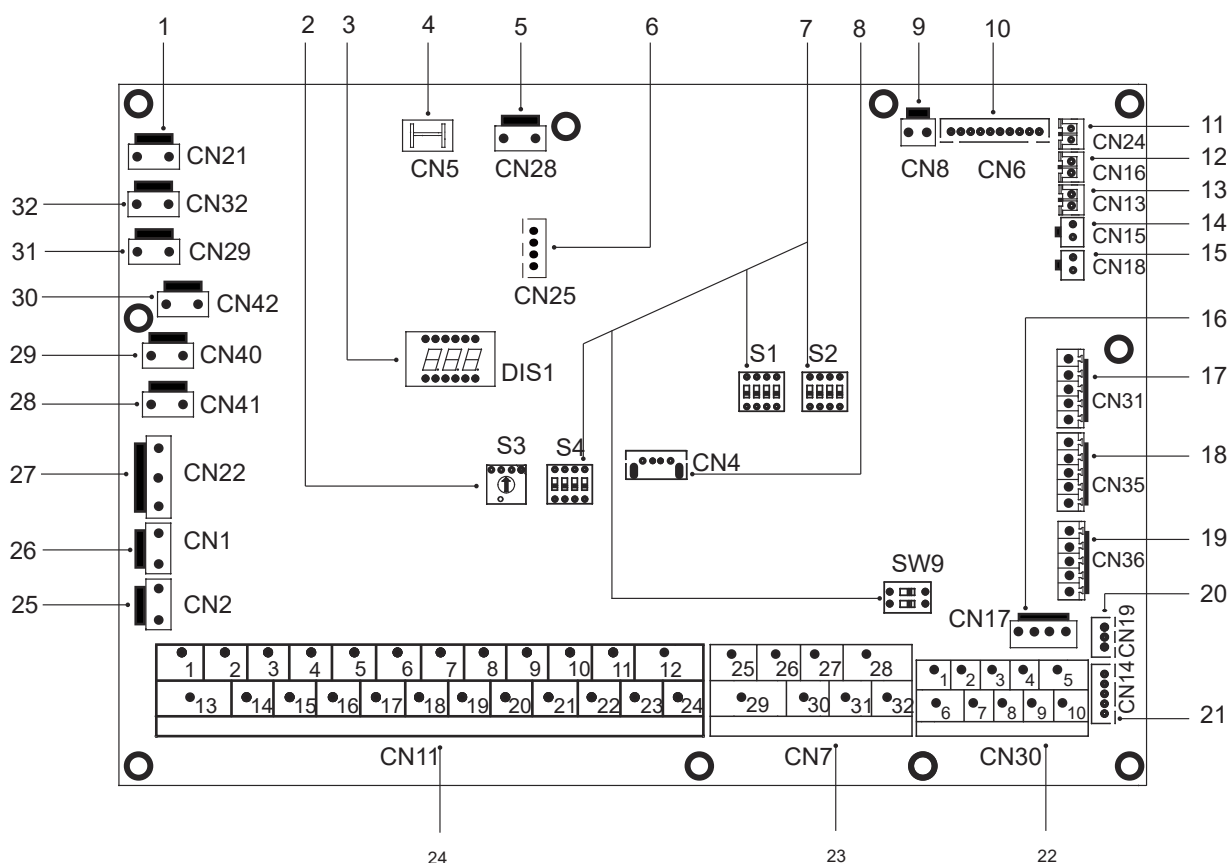 1 2 3 4 5 6 7 8 9 10
11
CN21 CN5 CN28 CN8 CN6 CN24
12
CN16
32 CN32 13
CN13
14
31 CN29 CN15
15
CN25 CN18
30 CN42
16
29 CN40 DIS1 S1 S2 17
28 CN41 CN31
S3 S4 18
27 CN22 2 CN4 CN35
26 CN1 19
SW9 CN36
25 CN2 20
CN17 CN19
1 2 3 4 5 6 7 8 9 10 11 12 25 26 27 28 1 2 3 4 5
13 14 15 16 17 18 19 20 21 22 23 24 29 30 31 32 6 7 8 9 10 CN14
21
CN11 CN7 CN30
24 23 22